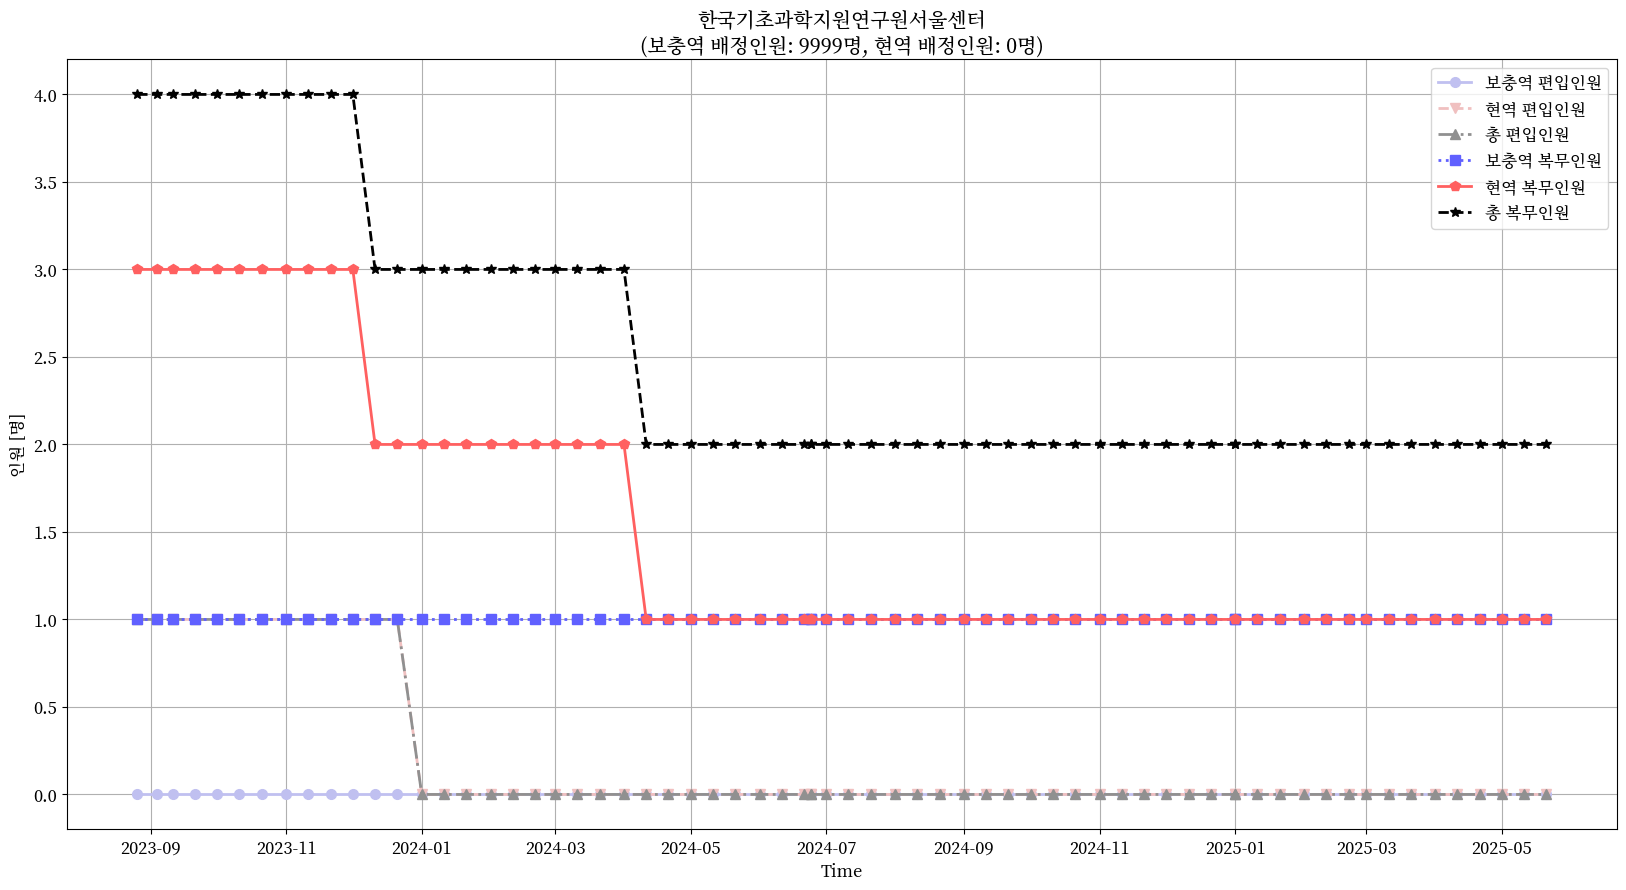 한국기초과학지원연구원서울센터
(보충역 배정인원: 9999명, 현역 배정인원: 0명)
보충역 편입인원
현역 편입인원
총 편입인원
보충역 복무인원
현역 복무인원
총 복무인원
인원 [명]
4.0
3.5
3.0
2.5
2.0
1.5
1.0
0.5
0.0
2023-09
2023-11
2024-01
2024-03
2024-05
2024-07
2024-09
2024-11
2025-01
2025-03
2025-05
Time